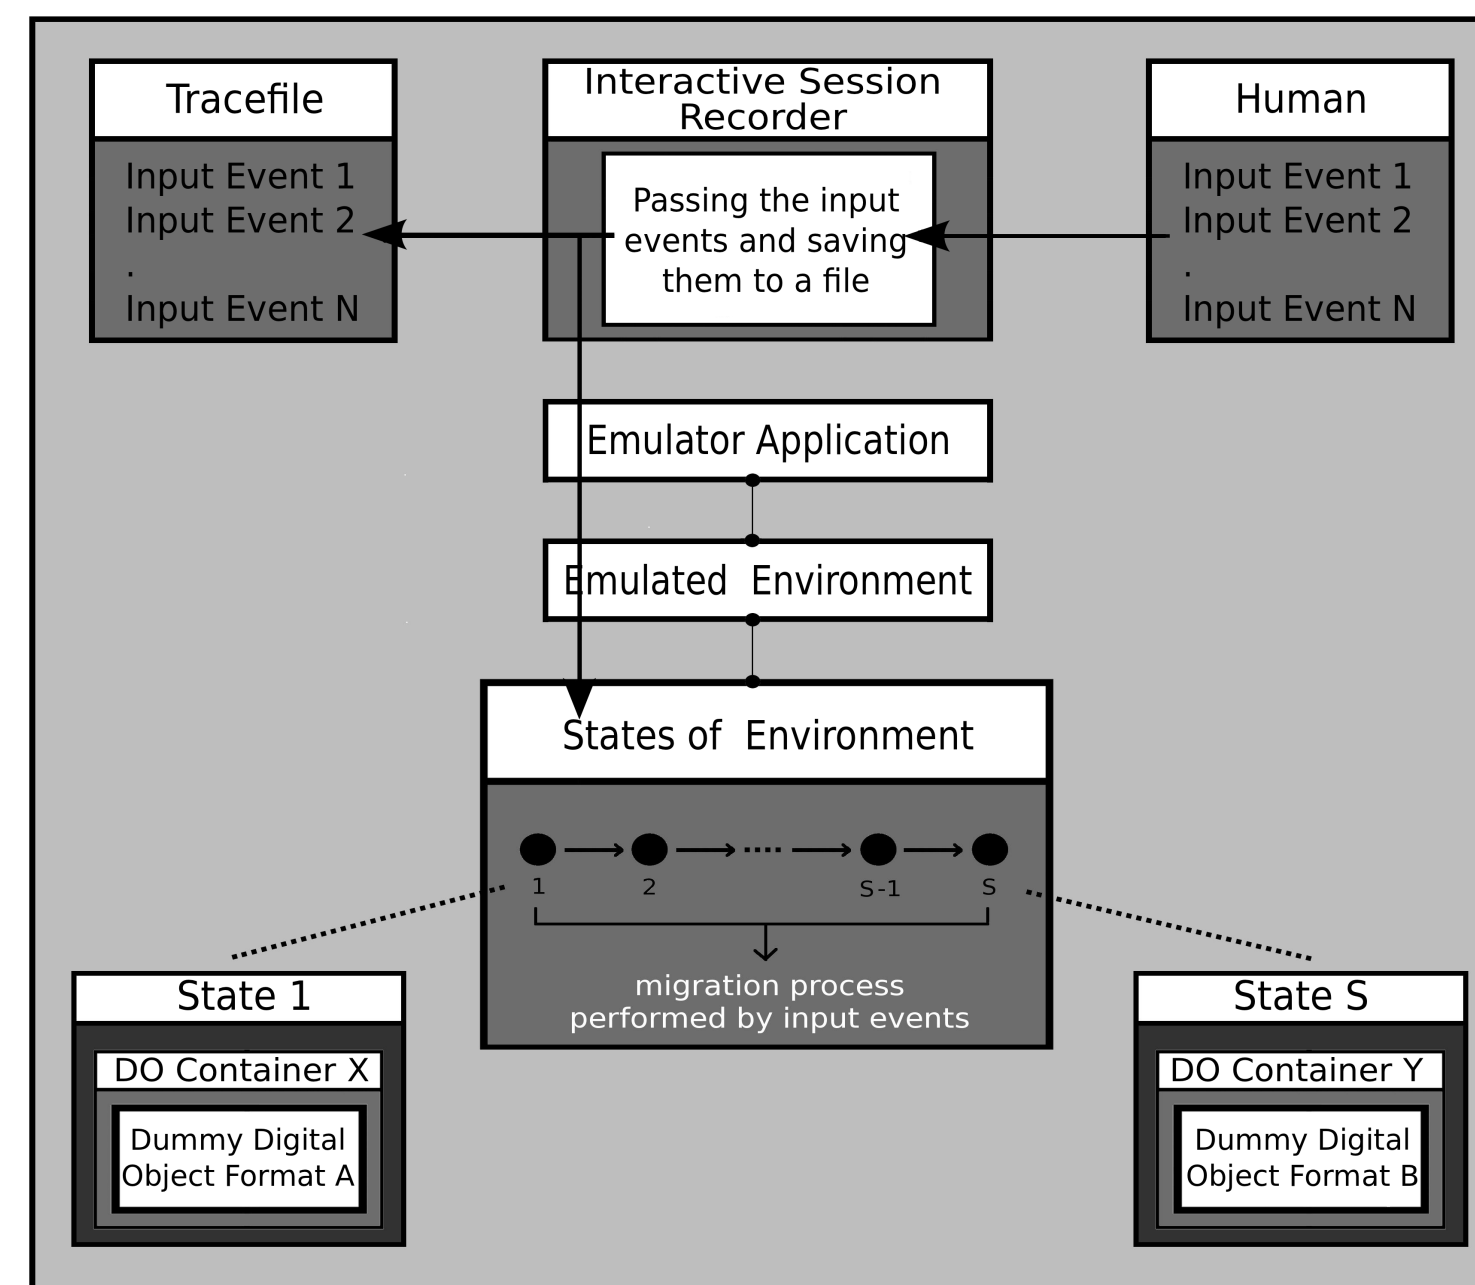 Tracefile
Input Event 1
Input Event 2
.
Input Event N
Interactive Session
Recorder
Passing the input
events and saving
them to a file
Human
Input Event 1
Input Event 2
.
Input Event N
Emulator Application
Emulated Environment
States of Environment
1 2 ..... S-1 S
migration process
performed by input events
State 1
DO Container X
Dummy Digital
Object Format A
State S
DO Container Y
Dummy Digital
Object Format B